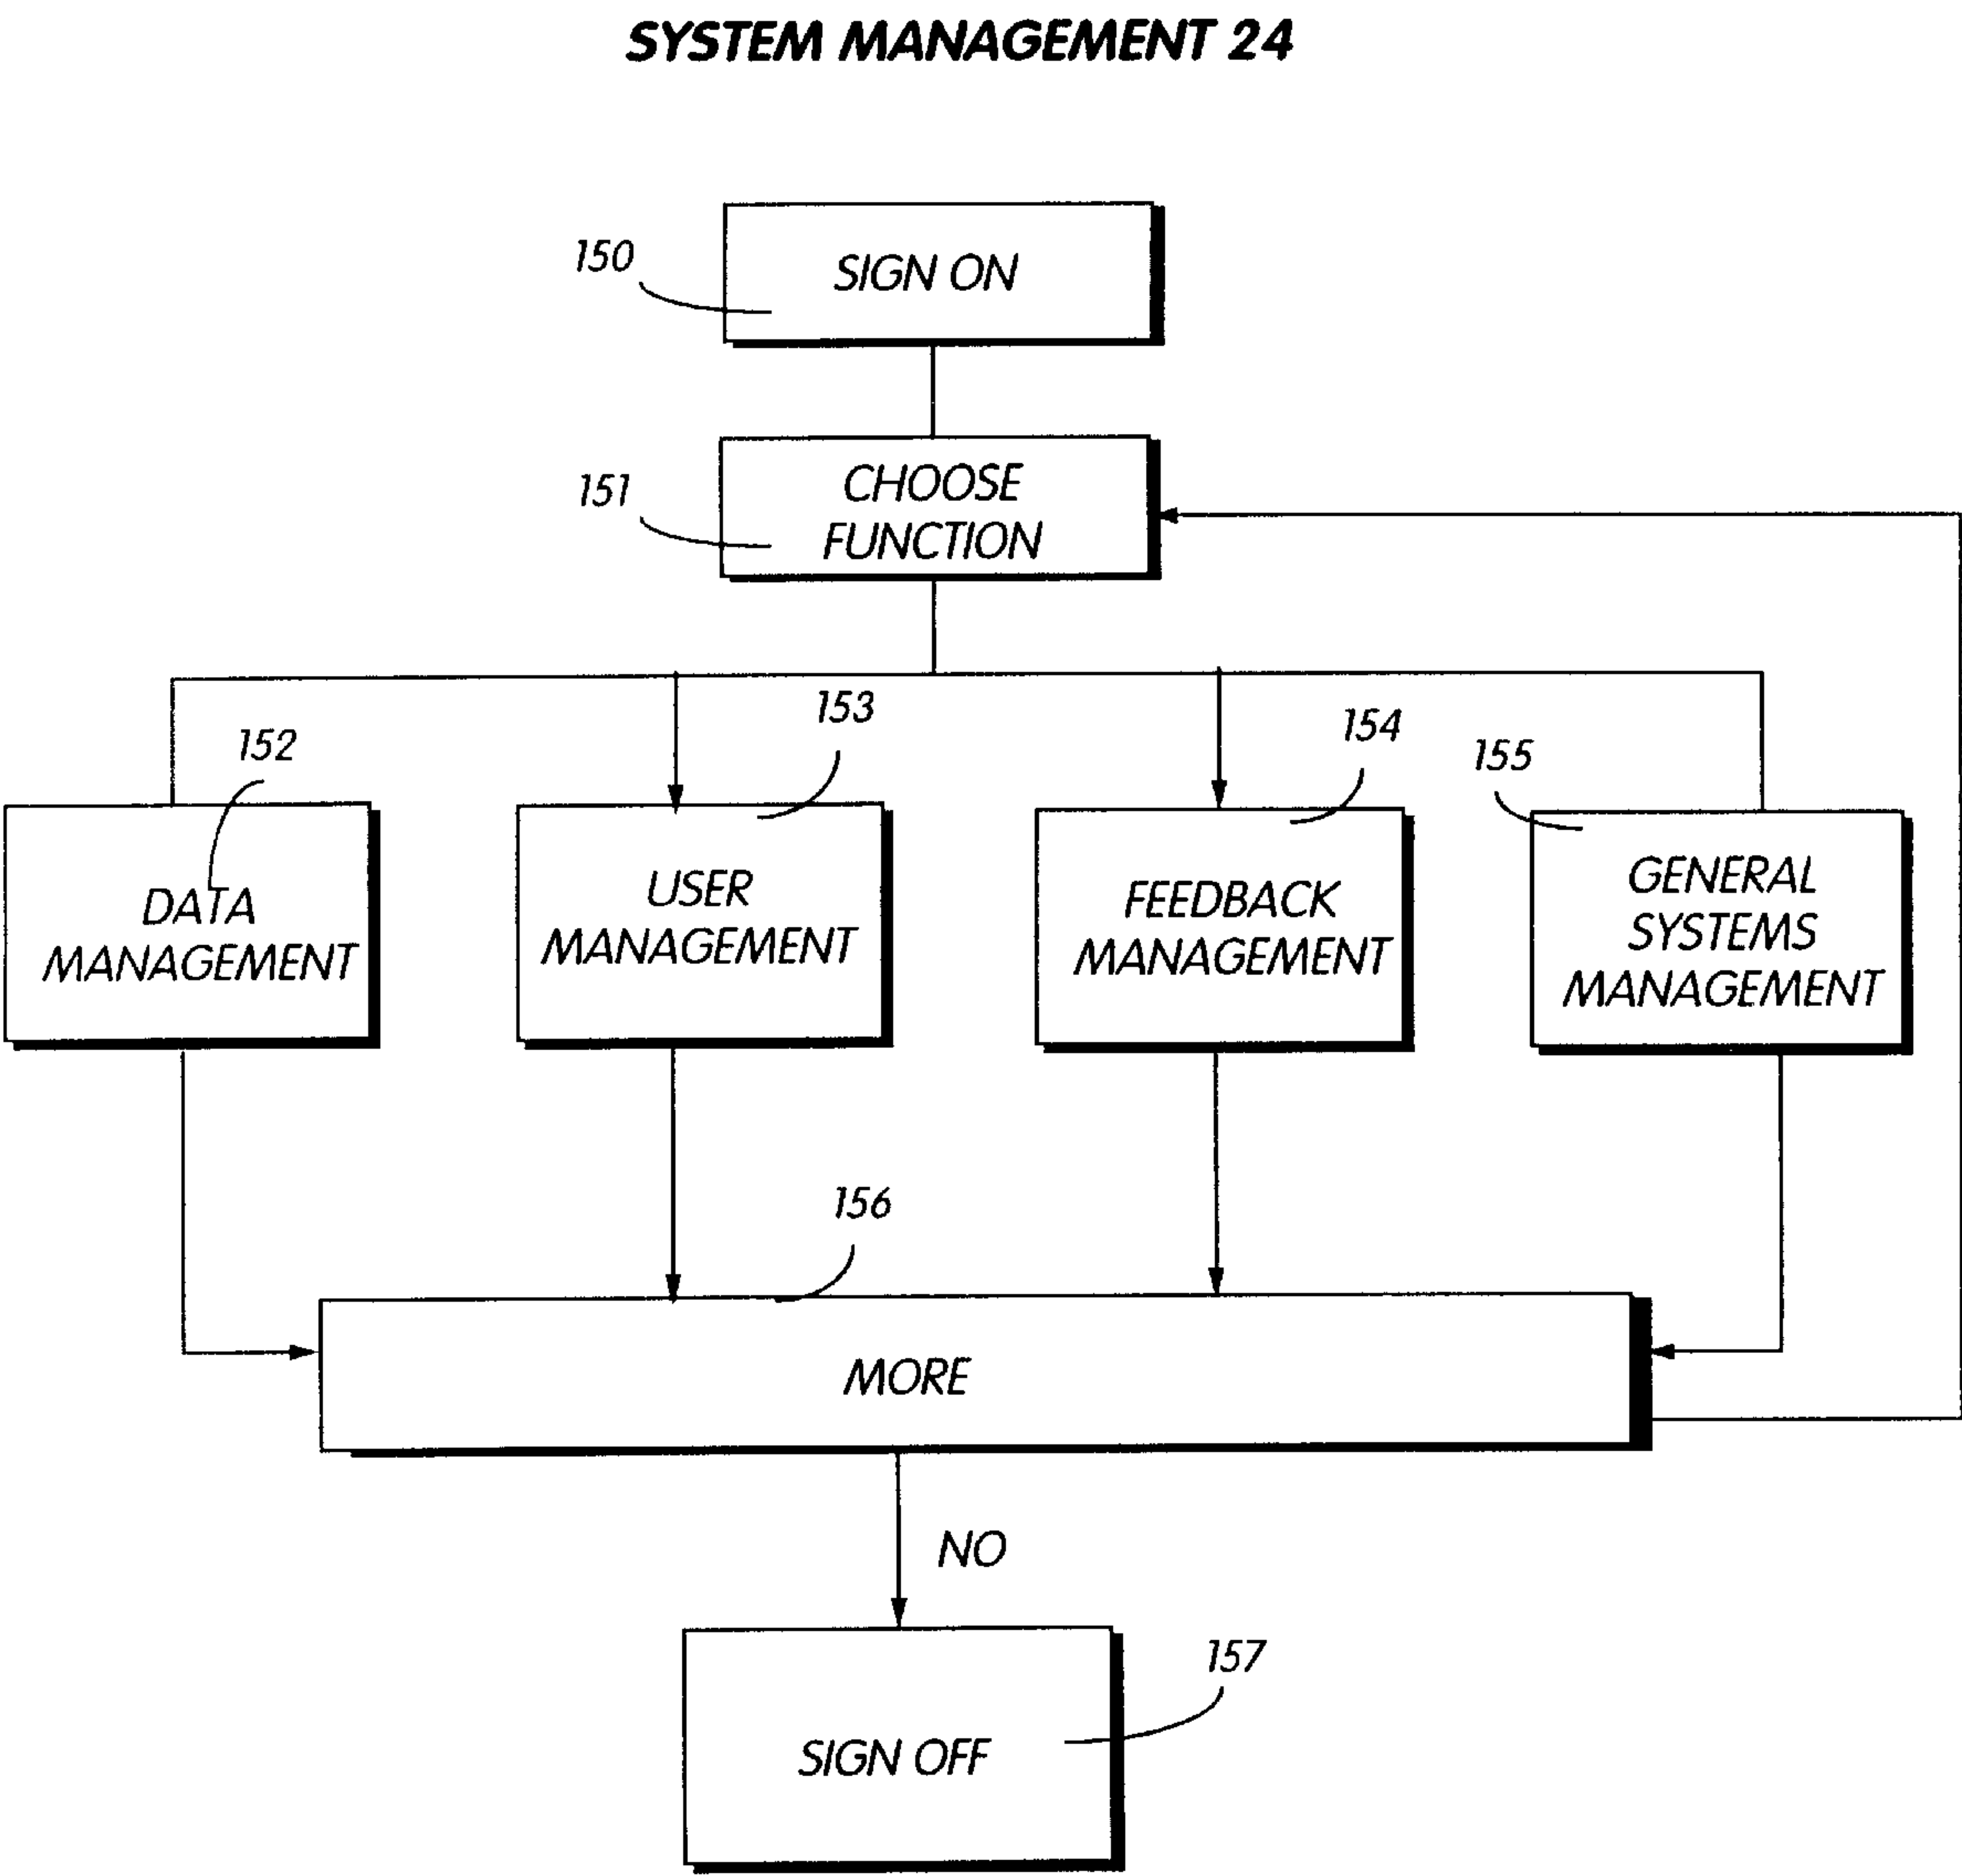 SYSTEM MANAGEMENT 24
150
SIGN ON
151
CHOOSE
FUNCTION
152
153
154
155
DATA
MANAGEMENT
USER
MANAGEMENT
FEEDBACK
MANAGEMENT
GENERAL
SYSTEMS
MANAGEMENT
156
MORE
NO
157
SIGN OFF